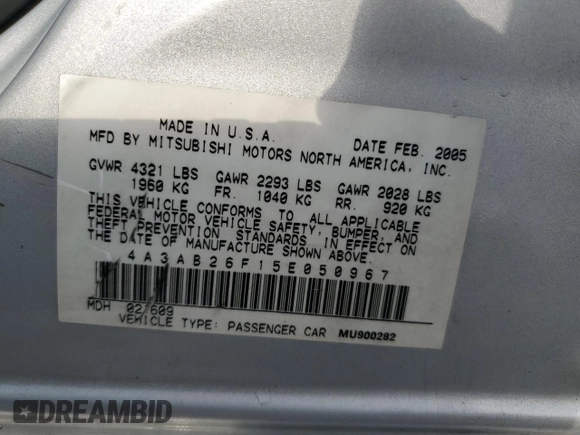 MADE IN U.S.A. DATE FEB. 2005
MFD BY MITSUBISHI MOTORS NORTH AMERICA, INC.
GVWR 4321 LBS GAWR 2293 LBS GAWR 2028 LBS
1960 KG FR. 1040 KG RR. 920 KG
THIS VEHICLE CONFORMS TO ALL APPLICABLE
FEDERAL MOTOR VEHICLE SAFETY, BUMPER, AND
THEFT PREVENTION STANDARDS IN EFFECT ON
THE DATE OF MANUFACTURE SHOWN ABOVE.
4A3AB26F15E050967
MDH 02/609
VEHICLE TYPE: PASSENGER CAR MU900282
DREAMBID